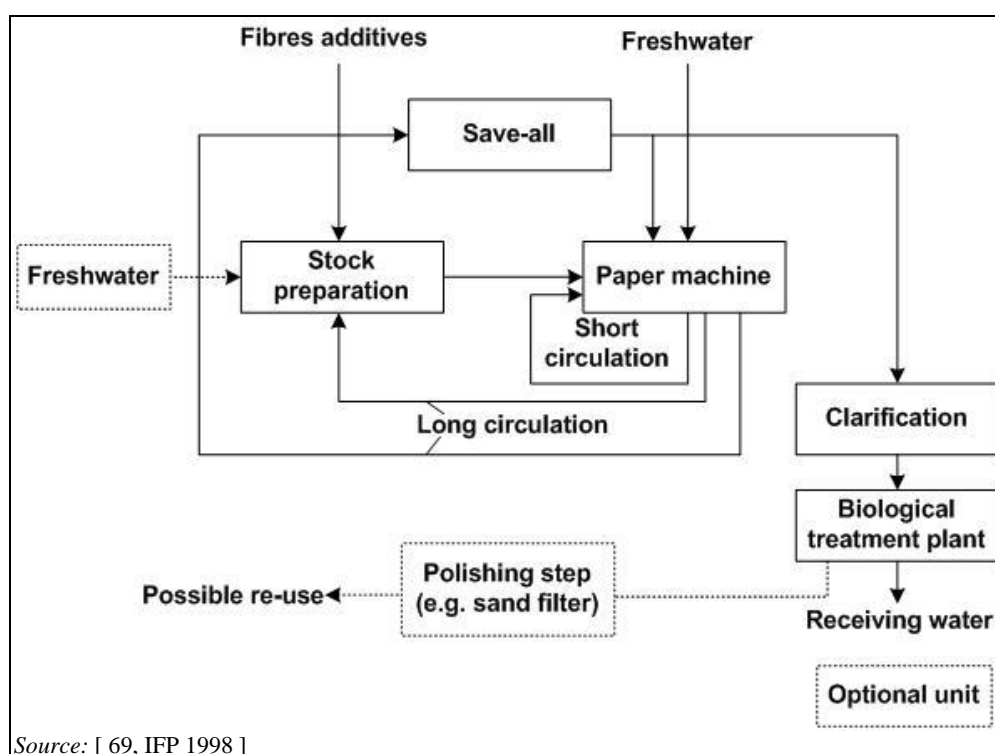 Fibres additives
Freshwater
Save-all
Freshwater
Stock
preparation
Paper machine
Short
circulation
Long circulation
Clarification
Biological
treatment plant
Polishing step
(e.g. sand filter)
Possible re-use
Receiving water
Optional unit
Source: [ 69, IFP 1998 ]